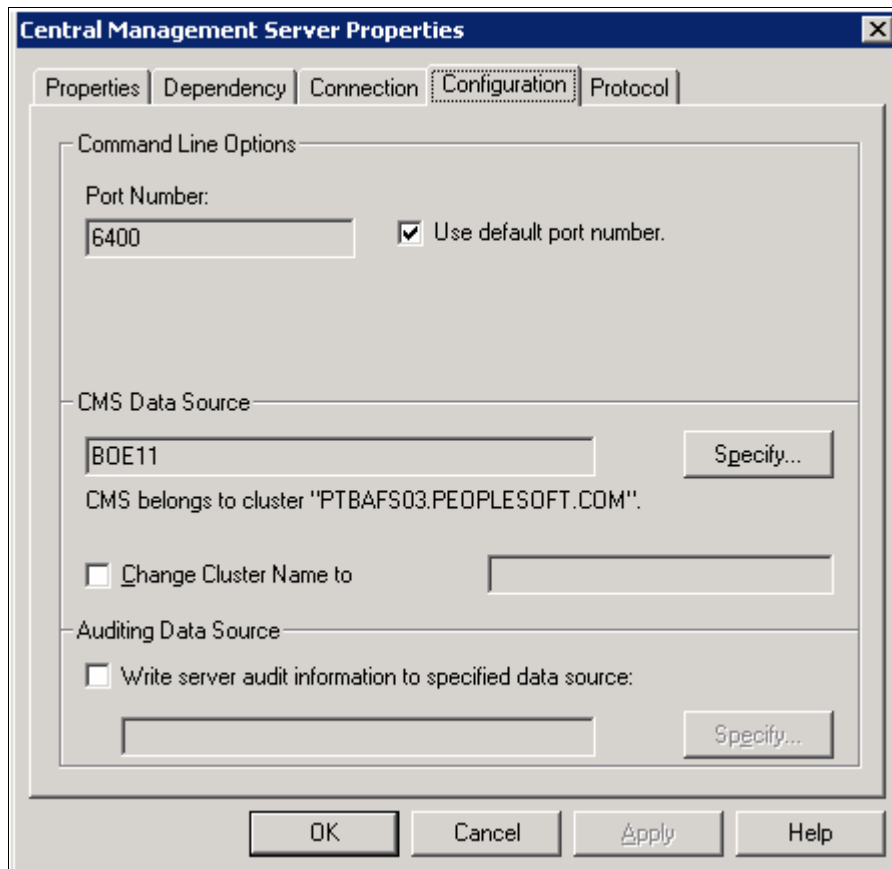 Central Management Server Properties
Properties Dependency Connection Configuration Protocol
Command Line Options
Port Number:
6400 Use default port number.
CMS Data Source
BOE11 Specify...
CMS belongs to cluster "PTBAFS03.PEOPLESOFT.COM".
Change Cluster Name to
Auditing Data Source
Write server audit information to specified data source:
Specify...
OK Cancel Apply Help